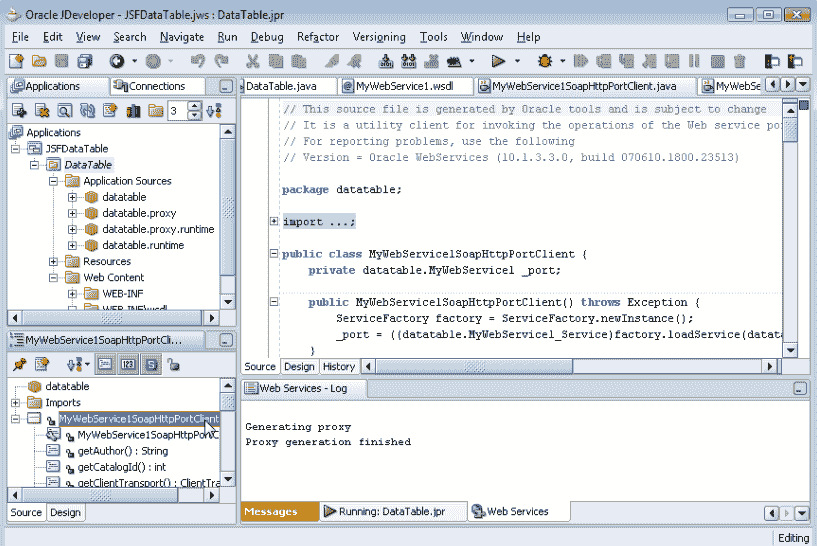 Oracle JDeveloper - JSFDataTable.jws : DataTable.jpr
File Edit View Search Navigate Run Debug Refactor Versioning Tools Window Help
Applications Connections
DataTable.java MyWebService1.wsdl MyWebService1SoapHttpPortClient.java MyWebSe
3
Applications
JSFDataTable
DataTable
Application Sources
datatable
datatable.proxy
datatable.proxy.runtime
datatable.runtime
Resources
Web Content
WEB-INF
WEB-INF\wsdl
// This source file is generated by Oracle tools and is subject to change
// It is a utility client for invoking the operations of the Web service po
// For reporting problems, use the following
// Version = Oracle WebServices (10.1.3.3.0, build 070610.1800.23513)
package datatable;
import ...;
public class MyWebService1SoapHttpPortClient {
private datatable.MyWebService1 _port;
public MyWebService1SoapHttpPortClient() throws Exception {
ServiceFactory factory = ServiceFactory.newInstance();
_port = ((datatable.MyWebService1_Service)factory.loadService(datata
}
Source Design History
MyWebService1SoapHttpPortCli...
datatable
Imports
MyWebService1SoapHttpPortClient
MyWebService1SoapHttpPortC
getAuthor() : String
getCatalogId() : int
getClientTransport() : ClientTra
Source Design
Web Services - Log
Generating proxy
Proxy generation finished
Messages Running: DataTable.jpr Web Services
Editing